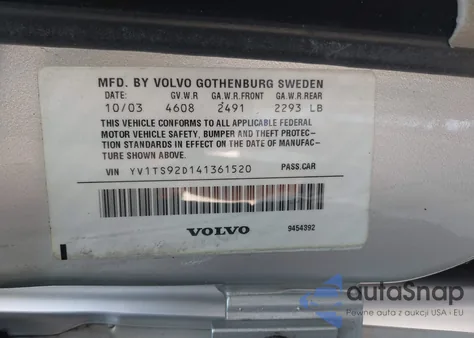 MFD. BY VOLVO GOTHENBURG SWEDEN
DATE: GV.W.R GA.W.R.FRONT GA.W.R.REAR
10/03 4608 2491 2293 LB
THIS VEHICLE CONFORMS TO ALL APPLICABLE FEDERAL
MOTOR VEHICLE SAFETY, BUMPER AND THEFT PROTEC-
TION STANDARDS IN EFFECT ON THE DATE OF MANUFAC-
TURE SHOWN ABOVE.
VIN YV1TS92D141361520 PASS.CAR
VOLVO 9454392
autoSnap
Pewne auta z aukcji USA i EU